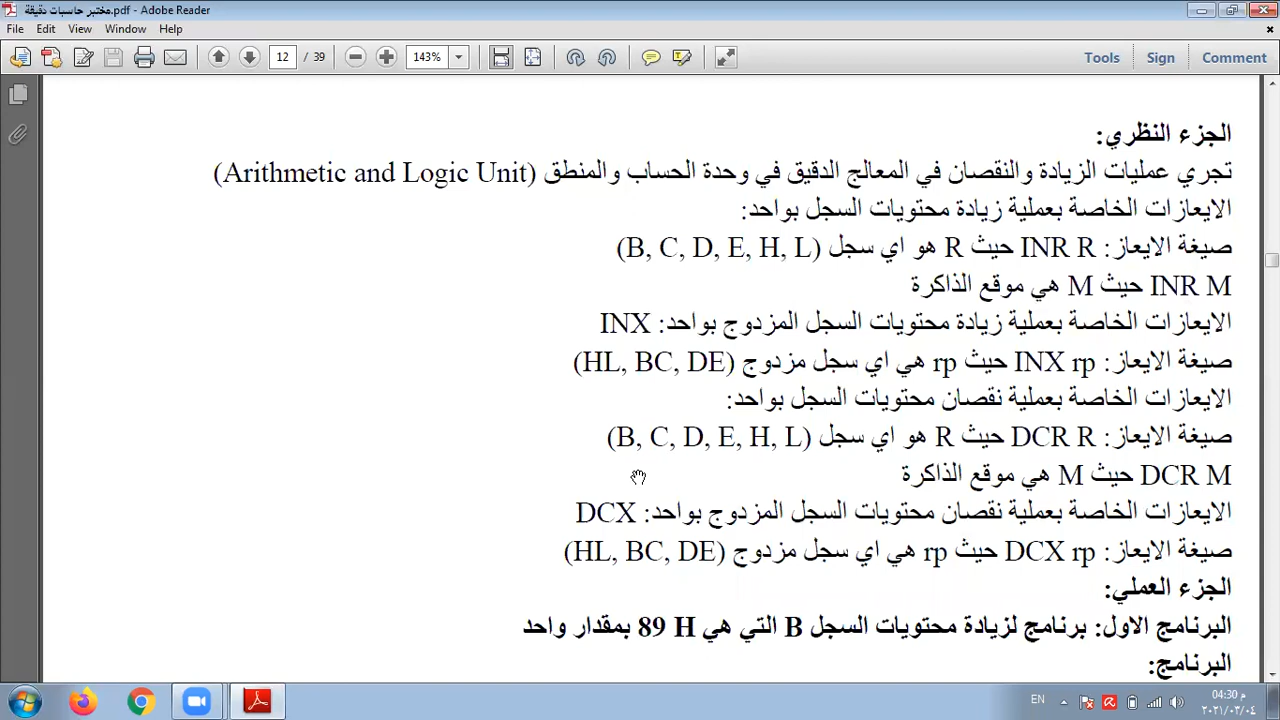 مختبر حاسبات دقيقة.pdf - Adobe Reader
File Edit View Window Help
12 / 39 143% Tools Sign Comment
الجزء النظري:
تجري عمليات الزيادة والنقصان في المعالج الدقيق في وحدة الحساب والمنطق (Arithmetic and Logic Unit)
الايعازات الخاصة بعملية زيادة محتويات السجل بواحد:
صيغة الايعاز: INR R حيث R هو اي سجل (B, C, D, E, H, L)
INR M حيث M هي موقع الذاكرة
الايعازات الخاصة بعملية زيادة محتويات السجل المزدوج بواحد: INX
صيغة الايعاز: INX rp حيث rp هي اي سجل مزدوج (HL, BC, DE)
الايعازات الخاصة بعملية نقصان محتويات السجل بواحد:
صيغة الايعاز: DCR R حيث R هو اي سجل (B, C, D, E, H, L)
DCR M حيث M هي موقع الذاكرة
الايعازات الخاصة بعملية نقصان محتويات السجل المزدوج بواحد: DCX
صيغة الايعاز: DCX rp حيث rp هي اي سجل مزدوج (HL, BC, DE)
الجزء العملي:
البرنامج الاول: برنامج لزيادة محتويات السجل B التي هي 89 H بمقدار واحد
البرنامج:
EN 04:30 م
٢٠٢١/٠٣/٠٤